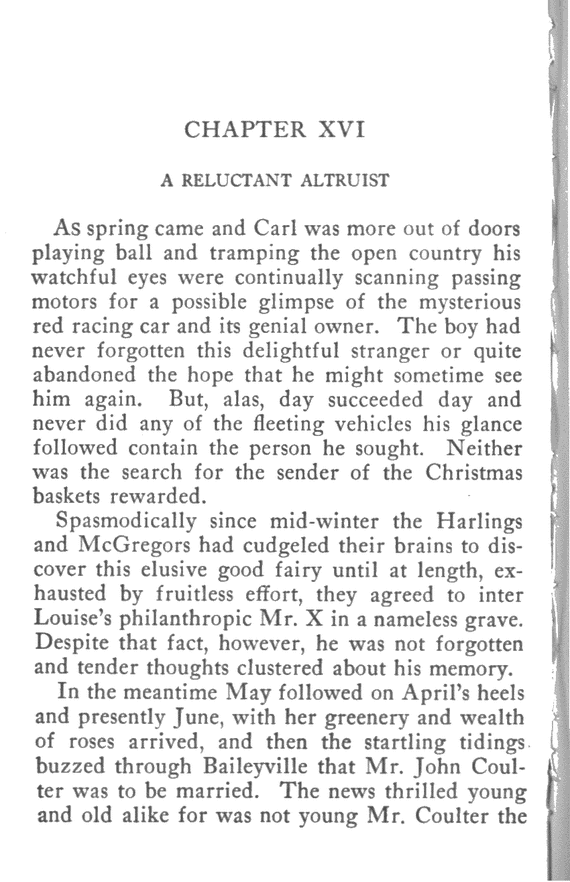 CHAPTER XVI
A RELUCTANT ALTRUIST
As spring came and Carl was more out of doors
playing ball and tramping the open country his
watchful eyes were continually scanning passing
motors for a possible glimpse of the mysterious
red racing car and its genial owner. The boy had
never forgotten this delightful stranger or quite
abandoned the hope that he might sometime see
him again. But, alas, day succeeded day and
never did any of the fleeting vehicles his glance
followed contain the person he sought. Neither
was the search for the sender of the Christmas
baskets rewarded.
Spasmodically since mid-winter the Harlings
and McGregors had cudgeled their brains to dis-
cover this elusive good fairy until at length, ex-
hausted by fruitless effort, they agreed to inter
Louise's philanthropic Mr. X in a nameless grave.
Despite that fact, however, he was not forgotten
and tender thoughts clustered about his memory.
In the meantime May followed on April's heels
and presently June, with her greenery and wealth
of roses arrived, and then the startling tidings
buzzed through Baileyville that Mr. John Coul-
ter was to be married. The news thrilled young
and old alike for was not young Mr. Coulter the